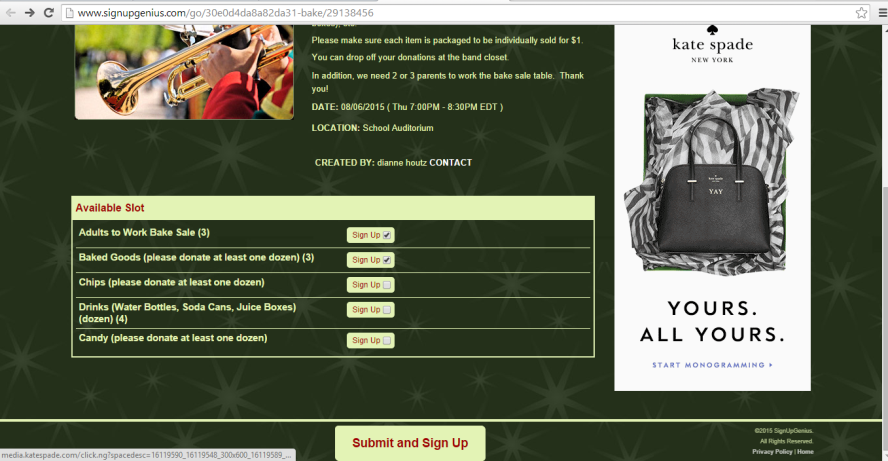 www.signupgenius.com/go/30e0d4da8a82da31-bake/29138456
Please make sure each item is packaged to be individually sold for $1.
You can drop off your donations at the band closet.
In addition, we need 2 or 3 parents to work the bake sale table. Thank
you!
DATE: 08/06/2015 ( Thu 7:00PM - 8:30PM EDT )
LOCATION: School Auditorium
CREATED BY: dianne houtz CONTACT
Available Slot
Adults to Work Bake Sale (3)
Sign Up
Baked Goods (please donate at least one dozen) (3)
Sign Up
Chips (please donate at least one dozen)
Sign Up
Drinks (Water Bottles, Soda Cans, Juice Boxes)
(dozen) (4)
Sign Up
Candy (please donate at least one dozen)
Sign Up
kate spade
NEW YORK
YAY
YOURS.
ALL YOURS.
START MONOGRAMMING
Submit and Sign Up
©2015 SignUpGenius.
All Rights Reserved.
Privacy Policy | Home
media.katespade.com/click.ng?spacedesc=16119590_16119548_300x600_16119589_...